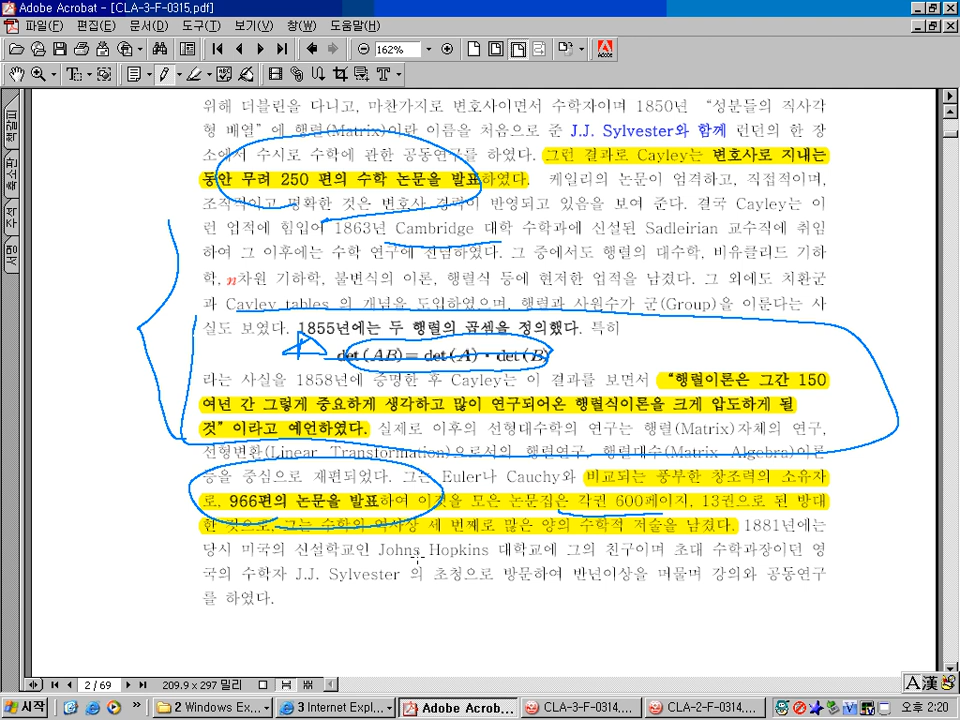 Adobe Acrobat - [CLA-3-F-0315.pdf]
파일(F) 편집(E) 문서(D) 도구(T) 보기(V) 창(W) 도움말(H)
162%
책갈피
축소판
주석
서명
위해 더블린을 다니고, 마찬가지로 변호사이면서 수학자이며 1850년 “성분들의 직사각
형 배열”에 행렬(Matrix)이란 이름을 처음으로 준 J.J. Sylvester와 함께 런던의 한 장
소에서 수시로 수학에 관한 공동연구를 하였다. 그런 결과로 Cayley는 변호사로 지내는
동안 무려 250 편의 수학 논문을 발표하였다. 케일리의 논문이 엄격하고, 직접적이며,
조직적이고 명확한 것은 변호사 경력이 반영되고 있음을 보여 준다. 결국 Cayley는 이
런 업적에 힘입어 1863년 Cambridge 대학 수학과에 신설된 Sadleirian 교수직에 취임
하여 그 이후에는 수학 연구에 전념하였다. 그 중에서도 행렬의 대수학, 비유클리드 기하
학, n차원 기하학, 불변식의 이론, 행렬식 등에 현저한 업적을 남겼다. 그 외에도 치환군
과 Cayley tables 의 개념을 도입하였으며, 행렬과 사원수가 군(Group)을 이룬다는 사
실도 보였다. 1855년에는 두 행렬의 곱셈을 정의했다. 특히
det(AB)= det(A)・det(B)
라는 사실을 1858년에 증명한 후 Cayley는 이 결과를 보면서 “행렬이론은 그간 150
여년 간 그렇게 중요하게 생각하고 많이 연구되어온 행렬식이론을 크게 압도하게 될
것” 이라고 예언하였다. 실제로 이후의 선형대수학의 연구는 행렬(Matrix)자체의 연구,
선형변환(Linear Transformation)으로서의 행렬연구, 행렬대수(Matrix Algebra)이론
등을 중심으로 재편되었다. 그는 Euler나 Cauchy와 비교되는 풍부한 창조력의 소유자
로, 966편의 논문을 발표하여 이것을 모은 논문집은 각권 600페이지, 13권으로 된 방대
한 것으로, 그는 수학의 역사상 세 번째로 많은 양의 수학적 저술을 남겼다. 1881년에는
당시 미국의 신설학교인 Johns Hopkins 대학교에 그의 친구이며 초대 수학과장이던 영
국의 수학자 J.J. Sylvester 의 초청으로 방문하여 반년이상을 머물며 강의와 공동연구
를 하였다.
2 / 69 209.9 x 297 밀리
A漢
시작 2 Windows Ex... 3 Internet Expl... Adobe Acrob... CLA-3-F-0314.... CLA-2-F-0314.... 오후 2:20